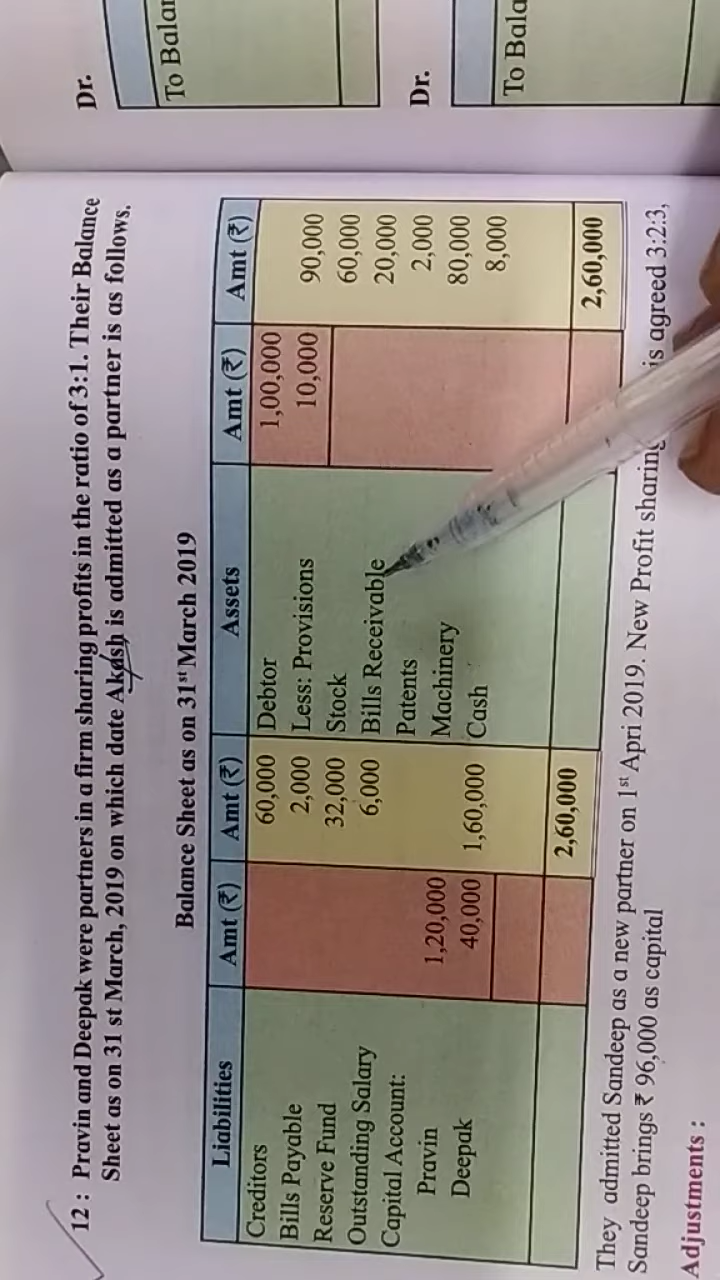 12 : Pravin and Deepak were partners in a firm sharing profits in the ratio of 3:1. Their Balance
Sheet as on 31 st March, 2019 on which date Akash is admitted as a partner is as follows.
Balance Sheet as on 31st March 2019
Liabilities Amt (₹) Amt (₹) Assets Amt (₹) Amt (₹)
Creditors 60,000 Debtor 1,00,000
Bills Payable 2,000 Less: Provisions 10,000 90,000
Reserve Fund 32,000 Stock 60,000
Outstanding Salary 6,000 Bills Receivable 20,000
Capital Account: Patents 2,000
Pravin 1,20,000 Machinery 80,000
Deepak 40,000 1,60,000 Cash 8,000
2,60,000 2,60,000
They admitted Sandeep as a new partner on 1st Apri 2019. New Profit sharing is agreed 3:2:3,
Sandeep brings ₹ 96,000 as capital
Adjustments :
Dr.
To Balan
Dr.
To Bala